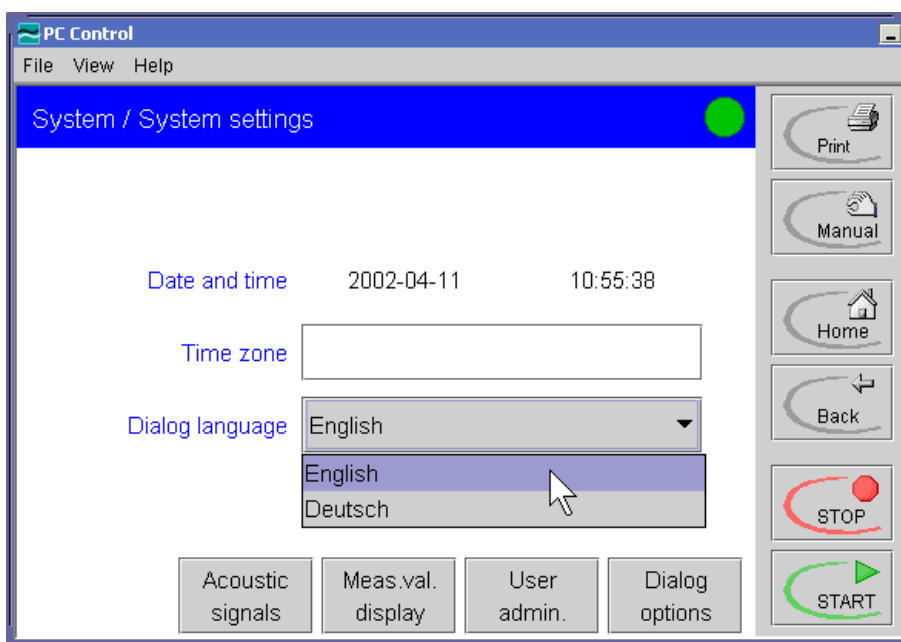 PC Control
File View Help
System / System settings
Print
Manual
Date and time 2002-04-11 10:55:38
Home
Time zone
Back
Dialog language English
English
Deutsch
STOP
Acoustic signals
Meas.val. display
User admin.
Dialog options
START